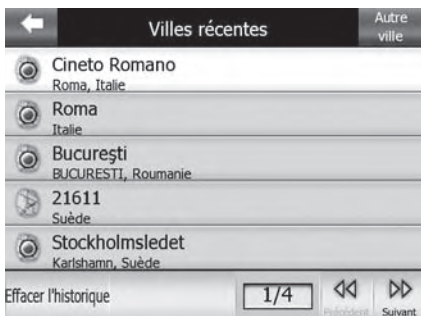 Villes récentes
Autre
ville
Cineto Romano
Roma, Italie
Roma
Italie
Bucureşti
BUCURESTI, Roumanie
21611
Suède
Stockholmsledet
Karlshamn, Suède
Effacer l'historique
1/4
Précédent
Suivant